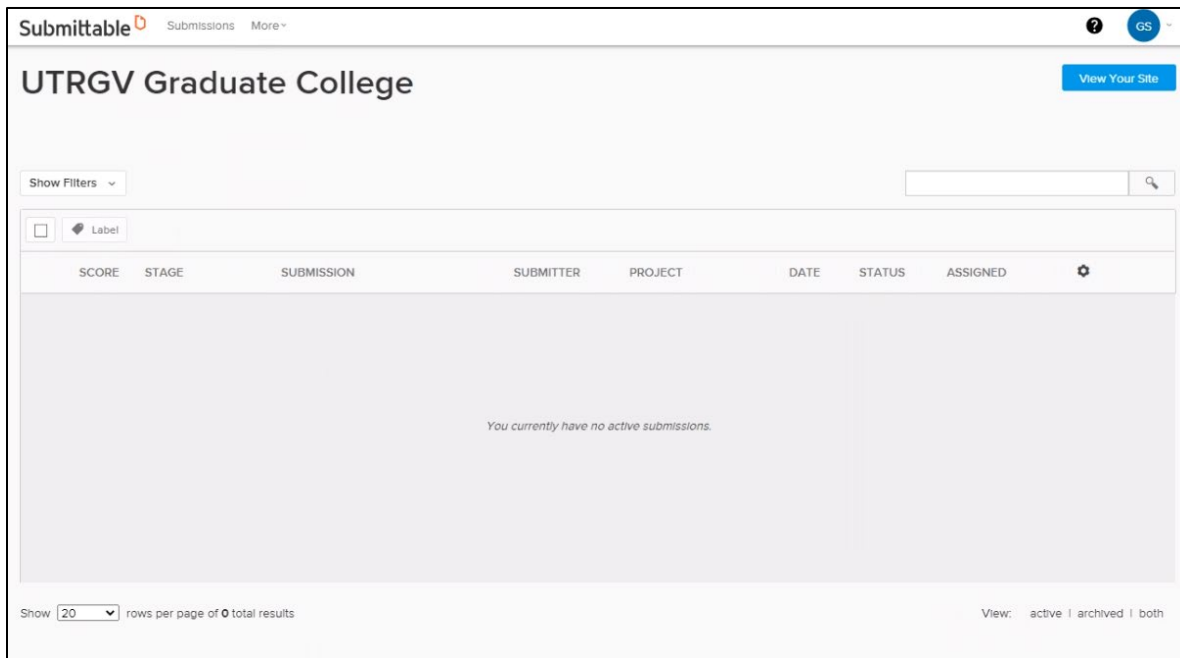 Submittable Submissions More GS
UTRGV Graduate College View Your Site
Show Filters
Label
SCORE STAGE SUBMISSION SUBMITTER PROJECT DATE STATUS ASSIGNED
You currently have no active submissions.
Show 20 rows per page of 0 total results View: active | archived | both